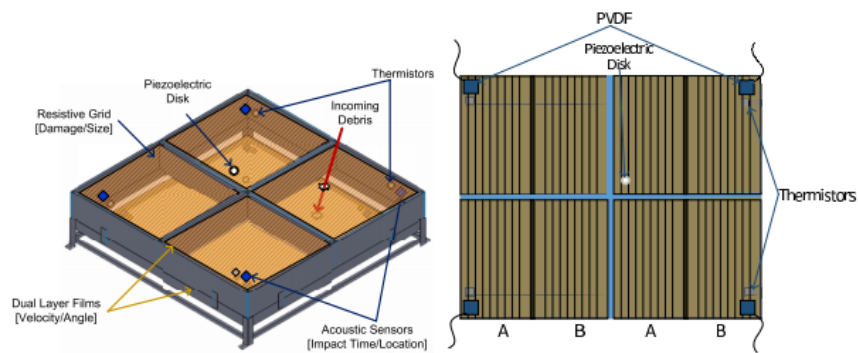 Piezoelectric
Disk
Thermistors
Resistive Grid
[Damage/Size]
Incoming
Debris
Dual Layer Films
[Velocity/Angle]
Acoustic Sensors
[Impact Time/Location]
PVDF
Piezoelectric
Disk
Thermistors
A
B
A
B